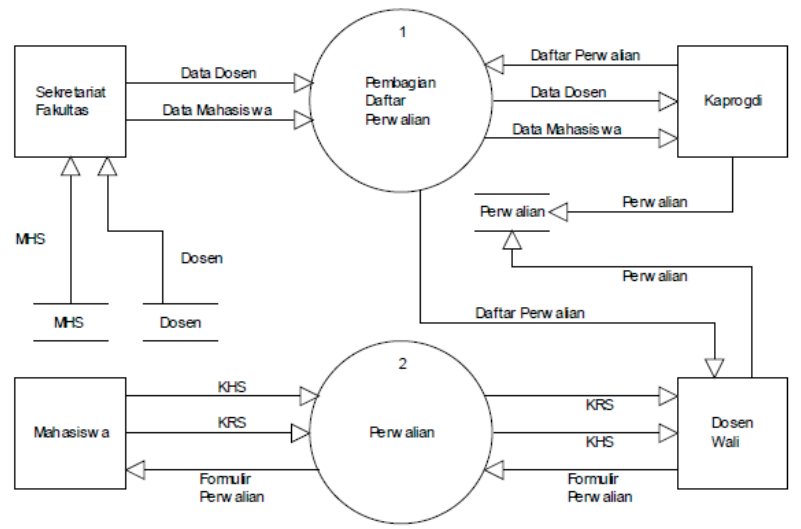 1
Pembagian
Daftar
Perwalian
Sekretariat
Fakultas
Data Dosen
Data Mahasiswa
Daftar Perwalian
Data Dosen
Data Mahasiswa
Kaprogdi
Perwalian
Perwalian
Perwalian
MHS
Dosen
MHS
Dosen
Daftar Perwalian
2
Perwalian
Mahasiswa
KHS
KRS
Formulir
Perwalian
KRS
KHS
Formulir
Perwalian
Dosen
Wali